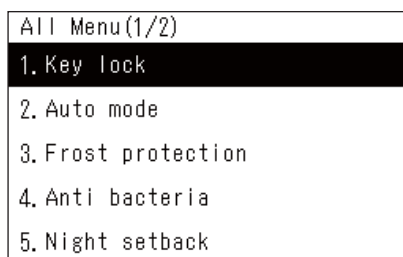 All Menu(1/2)
1. Key lock
2. Auto mode
3. Frost protection
4. Anti bacteria
5. Night setback